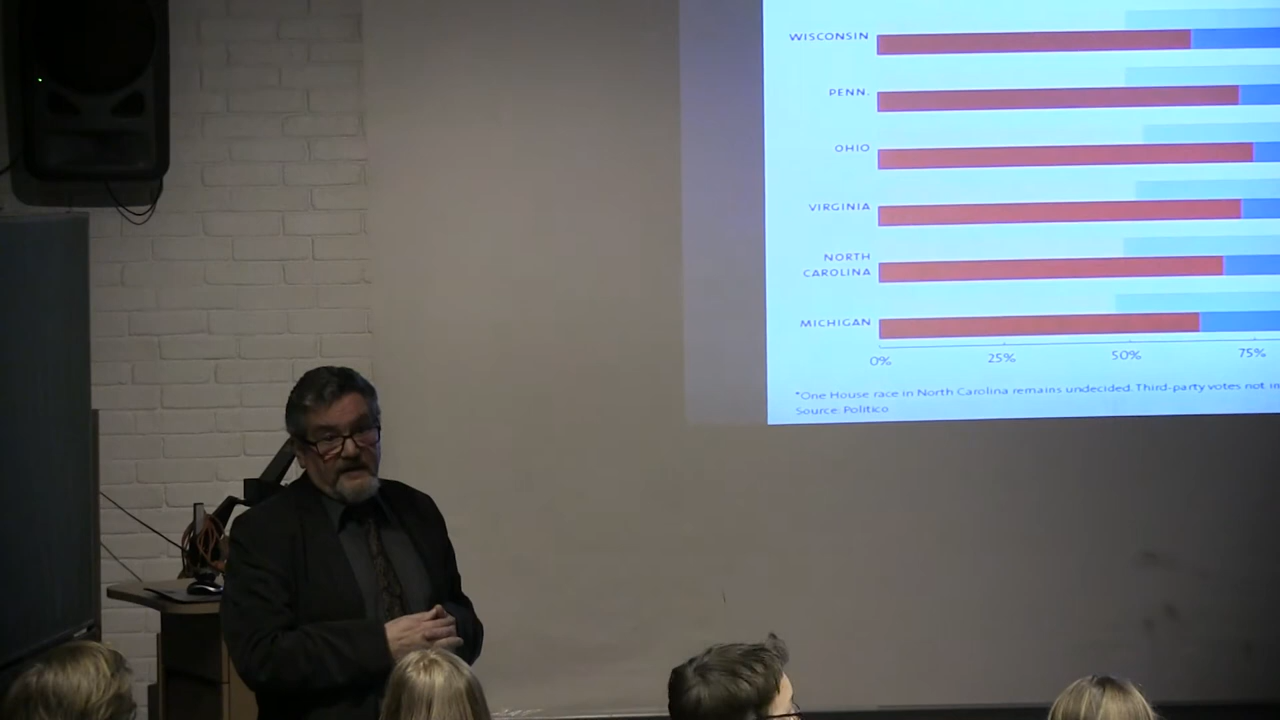 WISCONSIN
PENN.
OHIO
VIRGINIA
NORTH
CAROLINA
MICHIGAN
0% 25% 50% 75%
*One House race in North Carolina remains undecided. Third-party votes not in
Source: Politico